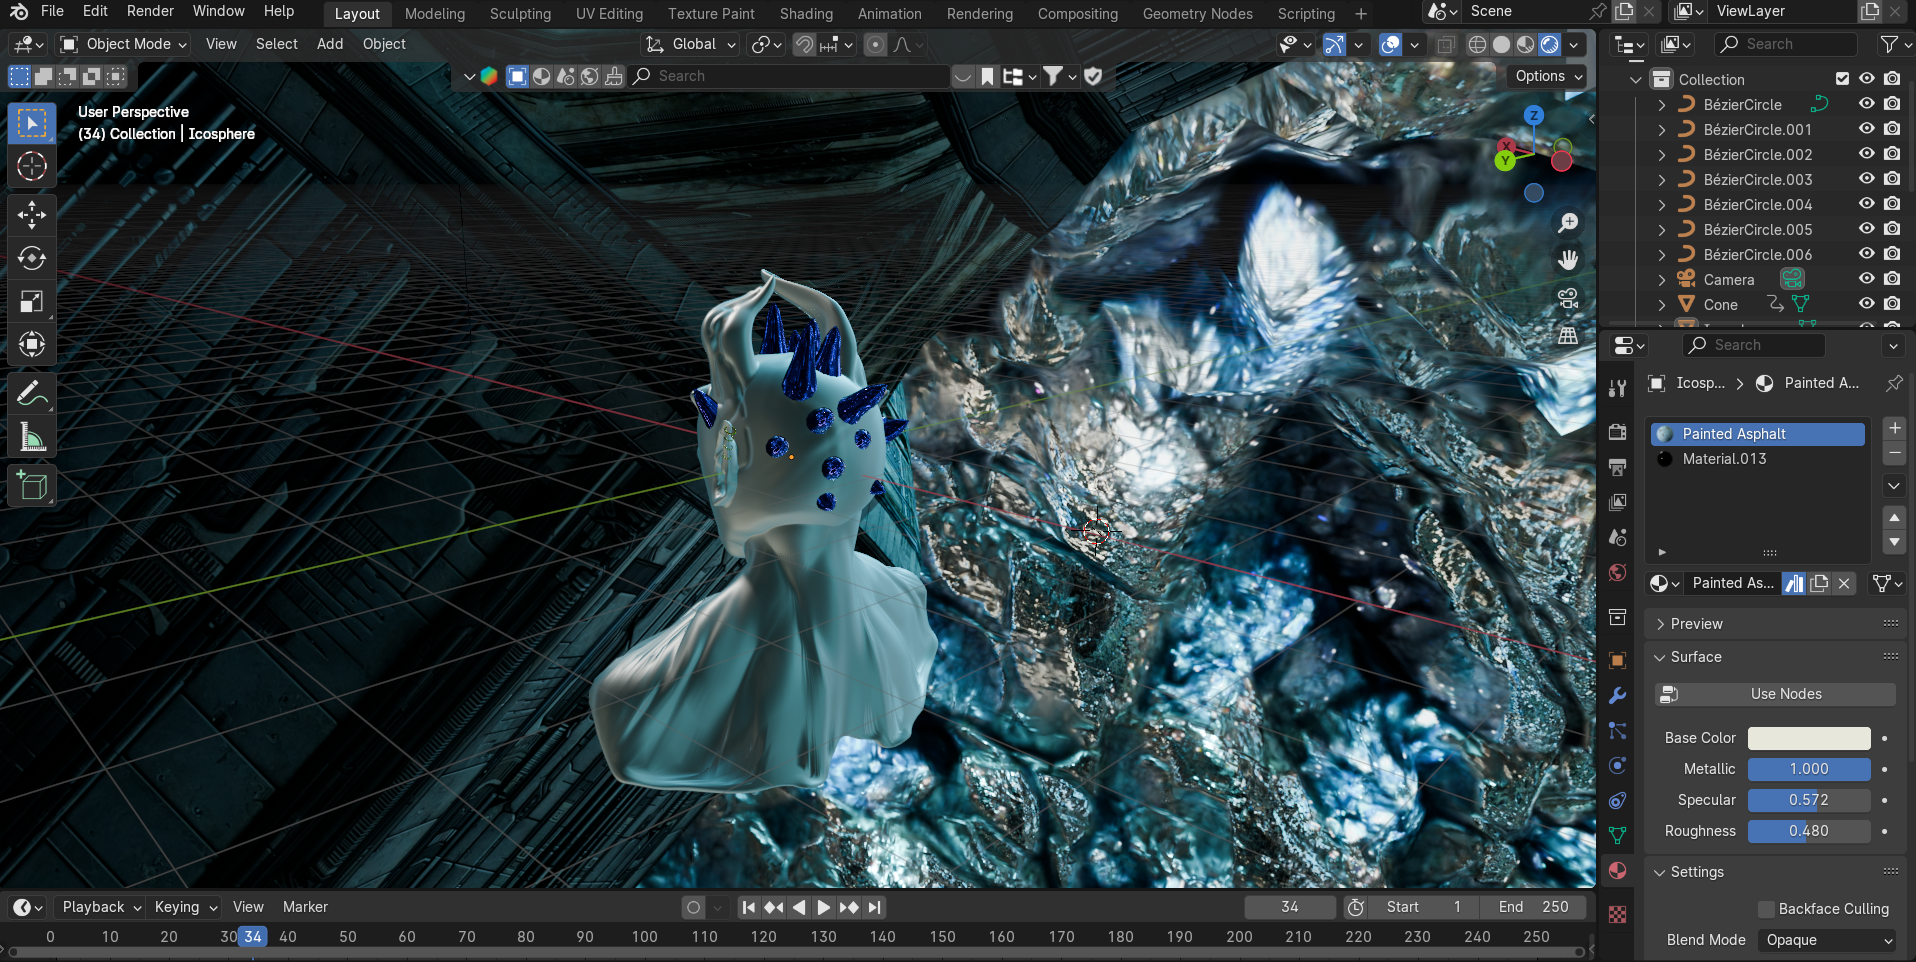 File Edit Render Window Help Layout Modeling Sculpting UV Editing Texture Paint Shading Animation Rendering Compositing Geometry Nodes Scripting + Scene ViewLayer
Object Mode View Select Add Object Global Search
Search Options
User Perspective
(34) Collection | Icosphere
Z
X
Y
Collection
BézierCircle
BézierCircle.001
BézierCircle.002
BézierCircle.003
BézierCircle.004
BézierCircle.005
BézierCircle.006
Camera
Cone
Search
Icosp... > Painted A...
Painted Asphalt
Material.013
Painted As...
Preview
Surface
Use Nodes
Base Color
Metallic 1.000
Specular 0.572
Roughness 0.480
Settings
Backface Culling
Blend Mode Opaque
Playback Keying View Marker 34 Start 1 End 250
0 10 20 30 34 40 50 60 70 80 90 100 110 120 130 140 150 160 170 180 190 200 210 220 230 240 250